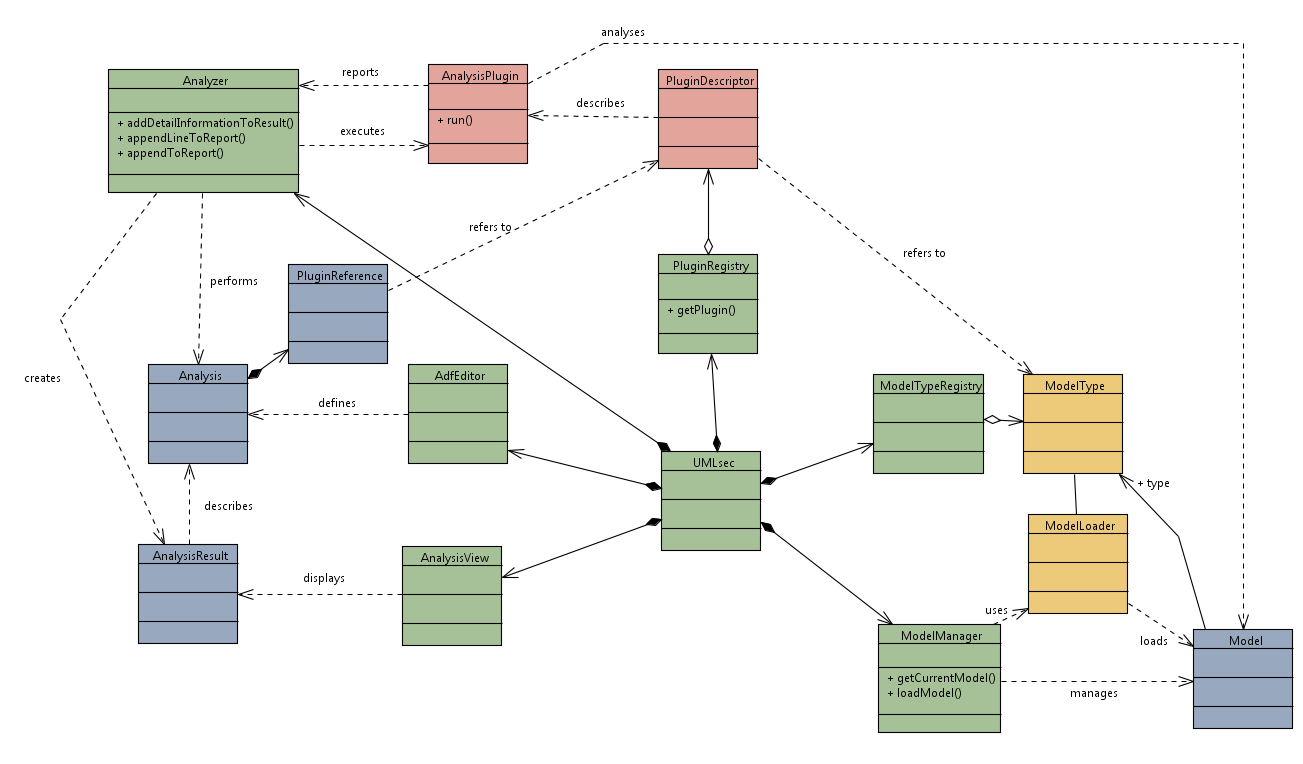 analyses
Analyzer
+ addDetailInformationToResult()
+ appendLineToReport()
+ appendToReport()
reports
executes
AnalysisPlugin
+ run()
describes
PluginDescriptor
refers to
refers to
performs
PluginReference
PluginRegistry
+ getPlugin()
creates
Analysis
defines
AdfEditor
ModelTypeRegistry
ModelType
UMLsec
+ type
describes
ModelLoader
AnalysisResult
displays
AnalysisView
uses
loads
ModelManager
+ getCurrentModel()
+ loadModel()
manages
Model